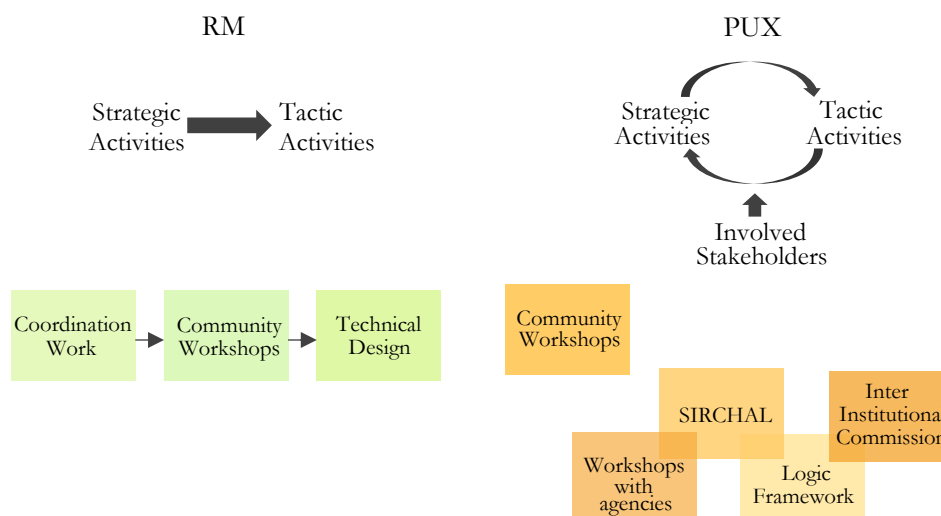 RM
Strategic
Activities
Tactic
Activities
Coordination
Work
Community
Workshops
Technical
Design
PUX
Strategic
Activities
Tactic
Activities
Involved
Stakeholders
Community
Workshops
SIRCHAL
Inter
Institutional
Commission
Workshops
with
agencies
Logic
Framework